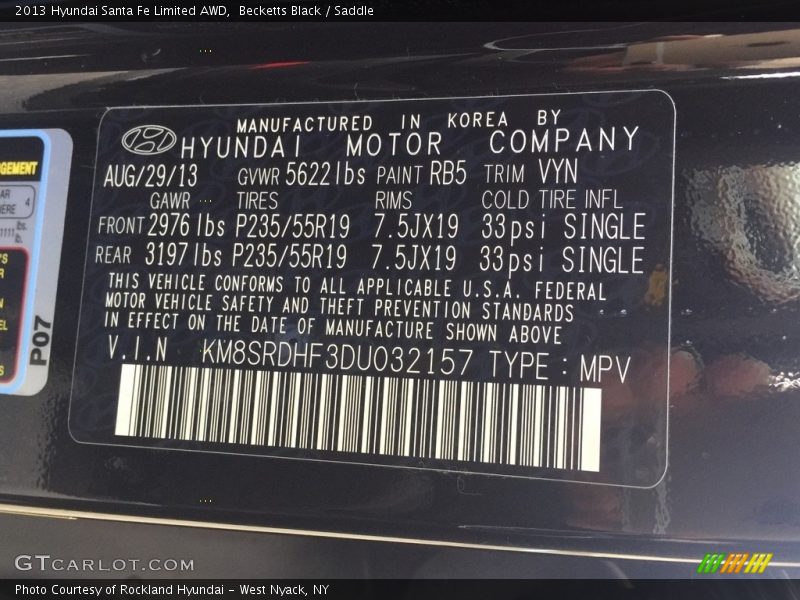 2013 Hyundai Santa Fe Limited AWD, Becketts Black / Saddle
MANUFACTURED IN KOREA BY
HYUNDAI MOTOR COMPANY
AUG/29/13 GVWR 5622lbs PAINT RB5 TRIM VYN
GAWR TIRES RIMS COLD TIRE INFL
FRONT 2976 lbs P235/55R19 7.5JX19 33psi SINGLE
REAR 3197 lbs P235/55R19 7.5JX19 33psi SINGLE
THIS VEHICLE CONFORMS TO ALL APPLICABLE U.S.A. FEDERAL
MOTOR VEHICLE SAFETY AND THEFT PREVENTION STANDARDS
IN EFFECT ON THE DATE OF MANUFACTURE SHOWN ABOVE
V.I.N KM8SRDHF3DU032157 TYPE : MPV
P07
GTCARLOT.COM
Photo Courtesy of Rockland Hyundai - West Nyack, NY